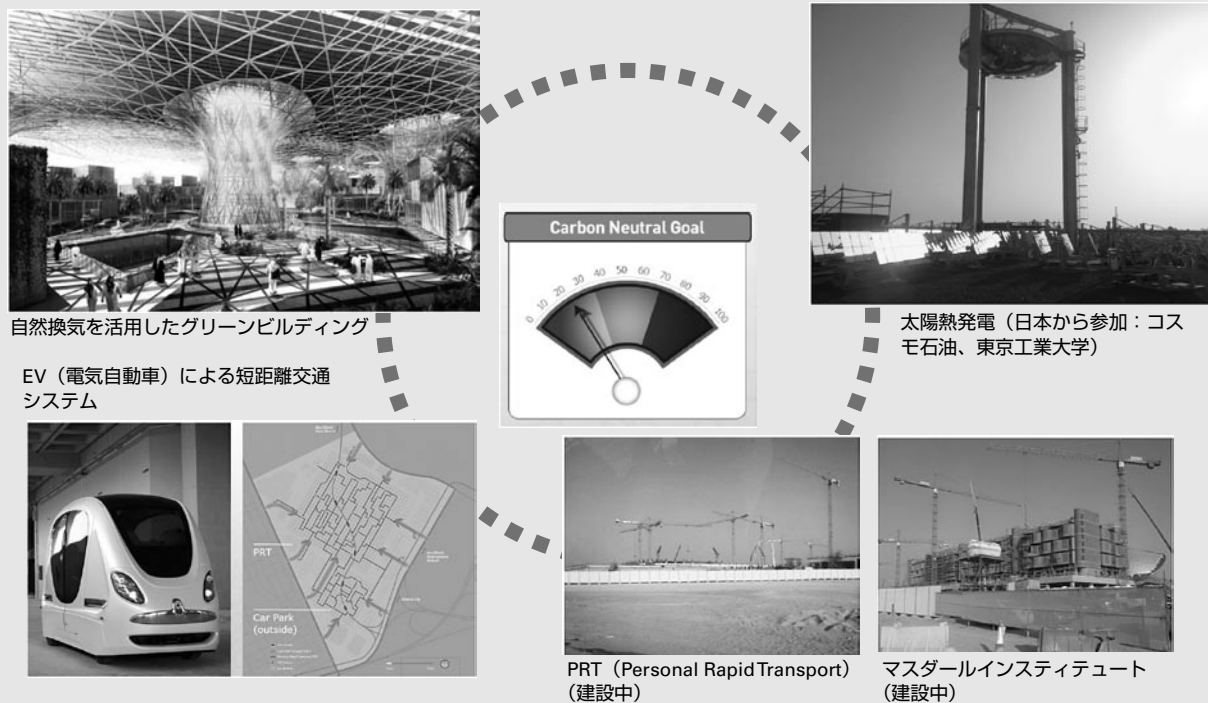 自然換気を活用したグリーンビルディング
太陽熱発電（日本から参加：コス
モ石油、東京工業大学）
Carbon Neutral Goal
0 10 20 30 40 50 60 70 80 90 100
EV（電気自動車）による短距離交通
システム
PRT
Car Park
(outside)
PRT（Personal Rapid Transport）
（建設中）
マスダールインスティテュート
（建設中）